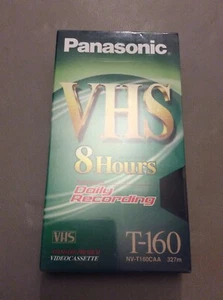 Panasonic
VHS
8 Hours
Daily
Recording
VHS
VIDEOCASSETTE
T-160
NV-T160CAA 327m